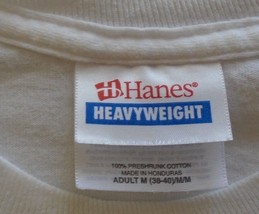 Hanes®
HEAVYWEIGHT
100% PRESHRUNK COTTON
MADE IN HONDURAS
ADULT M (38-40)/M/M